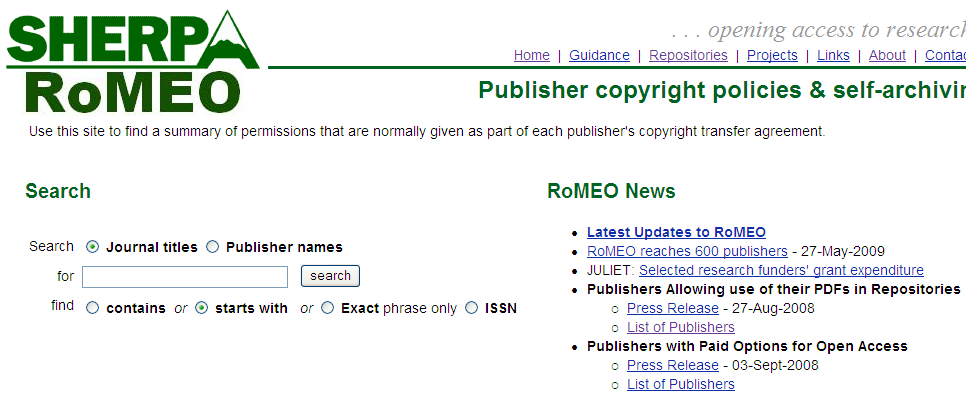 SHERPA
RoMEO
. . . opening access to research
Home | Guidance | Repositories | Projects | Links | About |
Publisher copyright policies &
Use this site to find a summary of permissions that are normally given as part of each publisher's copyright transfer agreement.
Search
Search Journal titles Publisher names
for search
find contains or starts with or Exact phrase only ISSN
RoMEO News
Latest Updates to RoMEO
RoMEO reaches 600 publishers - 27-May-2009
JULIET: Selected research funders' grant expenditure
Publishers Allowing use of their PDFs in Repositories
Press Release - 27-Aug-2008
List of Publishers
Publishers with Paid Options for Open Access
Press Release - 03-Sept-2008
List of Publishers